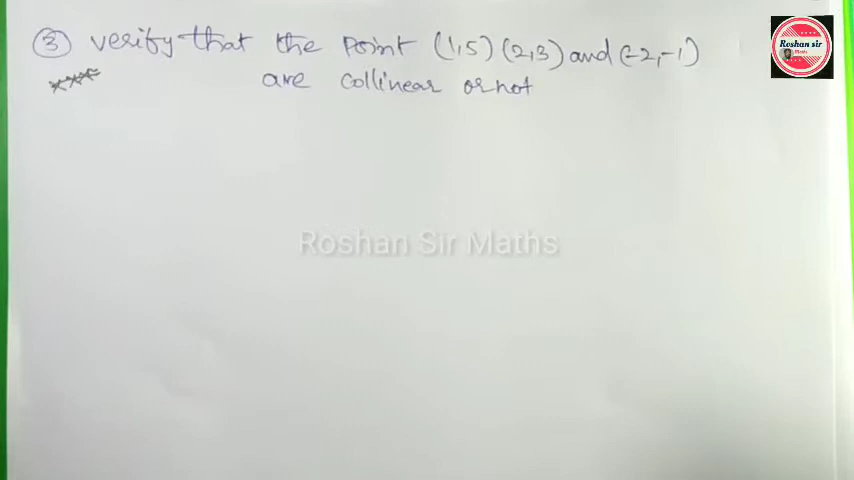 3 verify that the point (1,5) (2,3) and (-2,-1)
are collinear or not
Roshan sir
Maths
Roshan Sir Maths